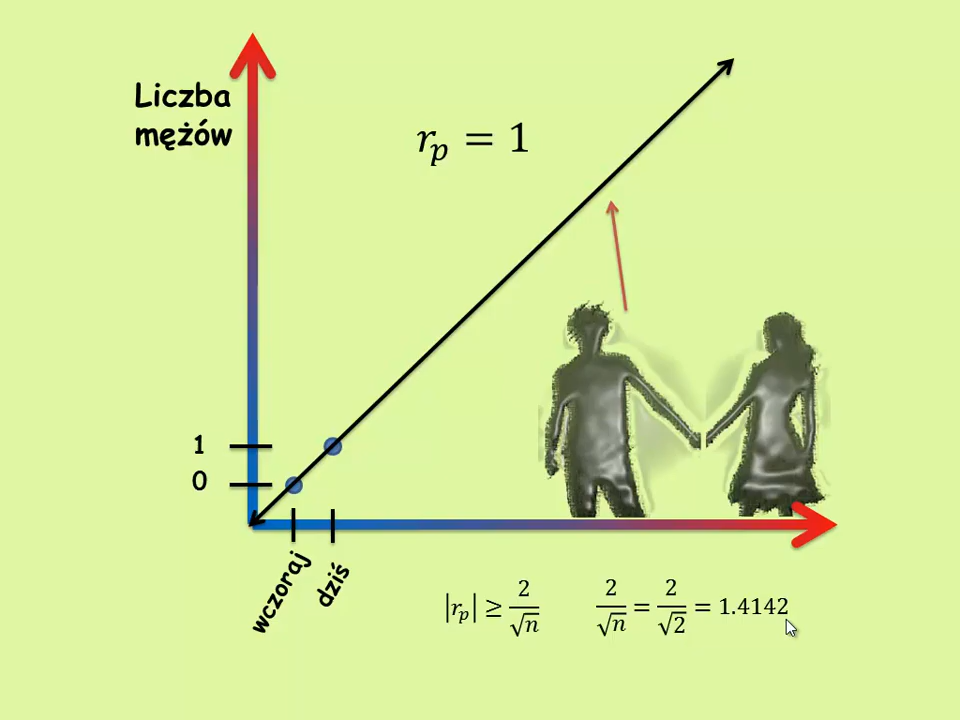 Liczba
mężów
r_p = 1
1
0
wczoraj
dziś
|r_p| ≥ 2/√n
2/√n = 2/√2 = 1.4142